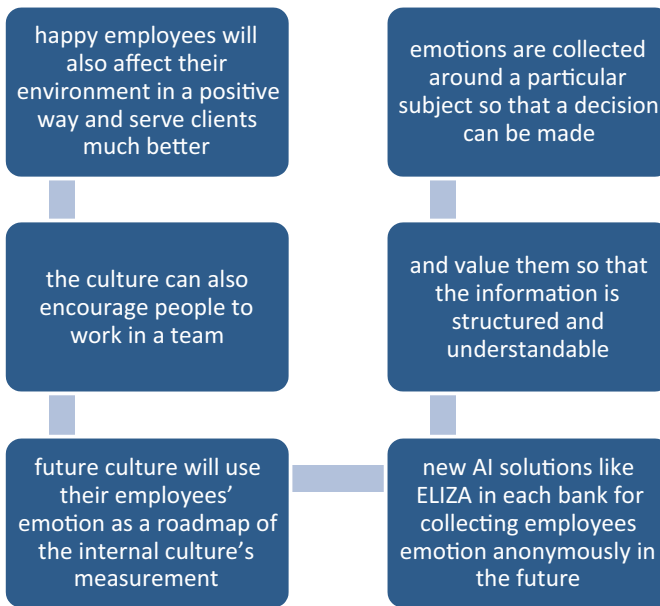 happy employees will
also affect their
environment in a positive
way and serve clients
much better
the culture can also
encourage people to
work in a team
future culture will use
their employees’
emotion as a roadmap of
the internal culture’s
measurement
new AI solutions like
ELIZA in each bank for
collecting employees
emotion anonymously in
the future
and value them so that
the information is
structured and
understandable
emotions are collected
around a particular
subject so that a decision
can be made